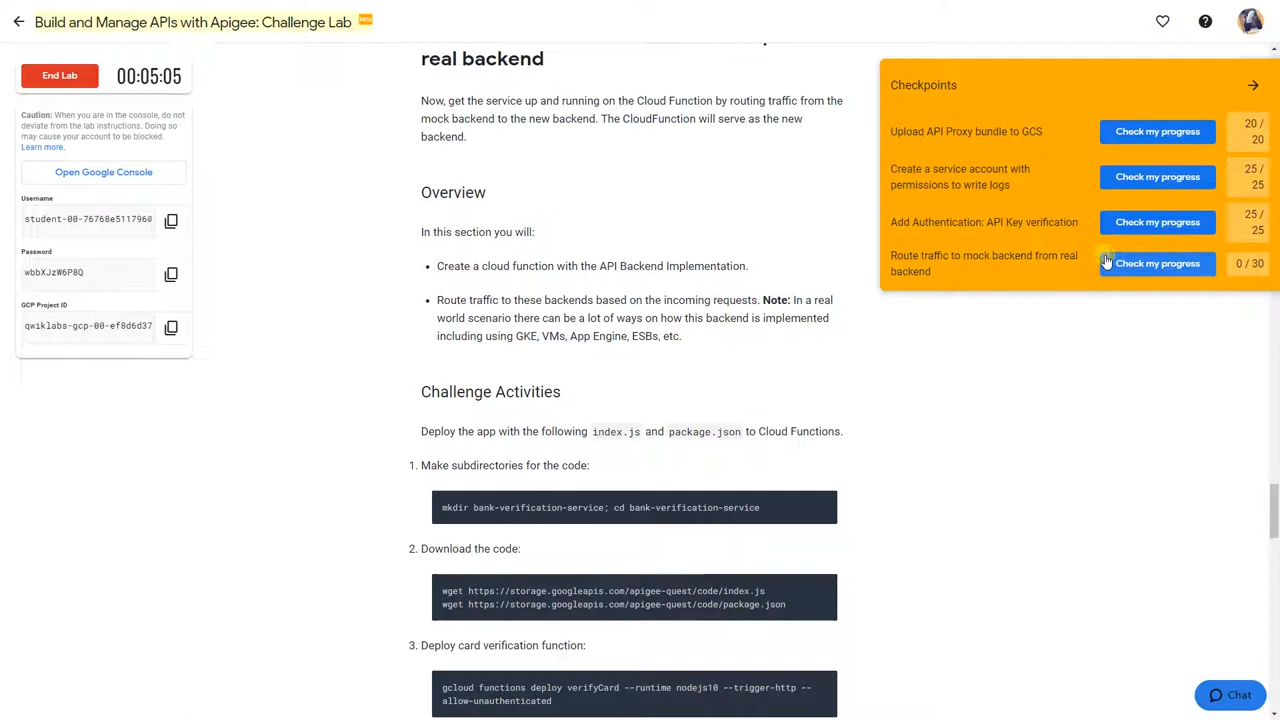 Build and Manage APIs with Apigee: Challenge Lab
NEW
End Lab
00:05:05
Caution: When you are in the console, do not
deviate from the lab instructions. Doing so
may cause your account to be blocked.
Learn more.
Open Google Console
Username
student-00-76768e511796@
Password
wbbXJzW6P8Q
GCP Project ID
qwiklabs-gcp-00-ef8d6d37
real backend
Now, get the service up and running on the Cloud Function by routing traffic from the
mock backend to the new backend. The CloudFunction will serve as the new
backend.
Overview
In this section you will:
• Create a cloud function with the API Backend Implementation.
• Route traffic to these backends based on the incoming requests. Note: In a real
world scenario there can be a lot of ways on how this backend is implemented
including using GKE, VMs, App Engine, ESBs, etc.
Challenge Activities
Deploy the app with the following index.js and package.json to Cloud Functions.
1. Make subdirectories for the code:
mkdir bank-verification-service; cd bank-verification-service
2. Download the code:
wget https://storage.googleapis.com/apigee-quest/code/index.js
wget https://storage.googleapis.com/apigee-quest/code/package.json
3. Deploy card verification function:
gcloud functions deploy verifyCard --runtime nodejs10 --trigger-http --
allow-unauthenticated
Checkpoints
Upload API Proxy bundle to GCS
Check my progress
20 /
20
Create a service account with
permissions to write logs
Check my progress
25 /
25
Add Authentication: API Key verification
Check my progress
25 /
25
Route traffic to mock backend from real
backend
Check my progress
0 / 30
Chat